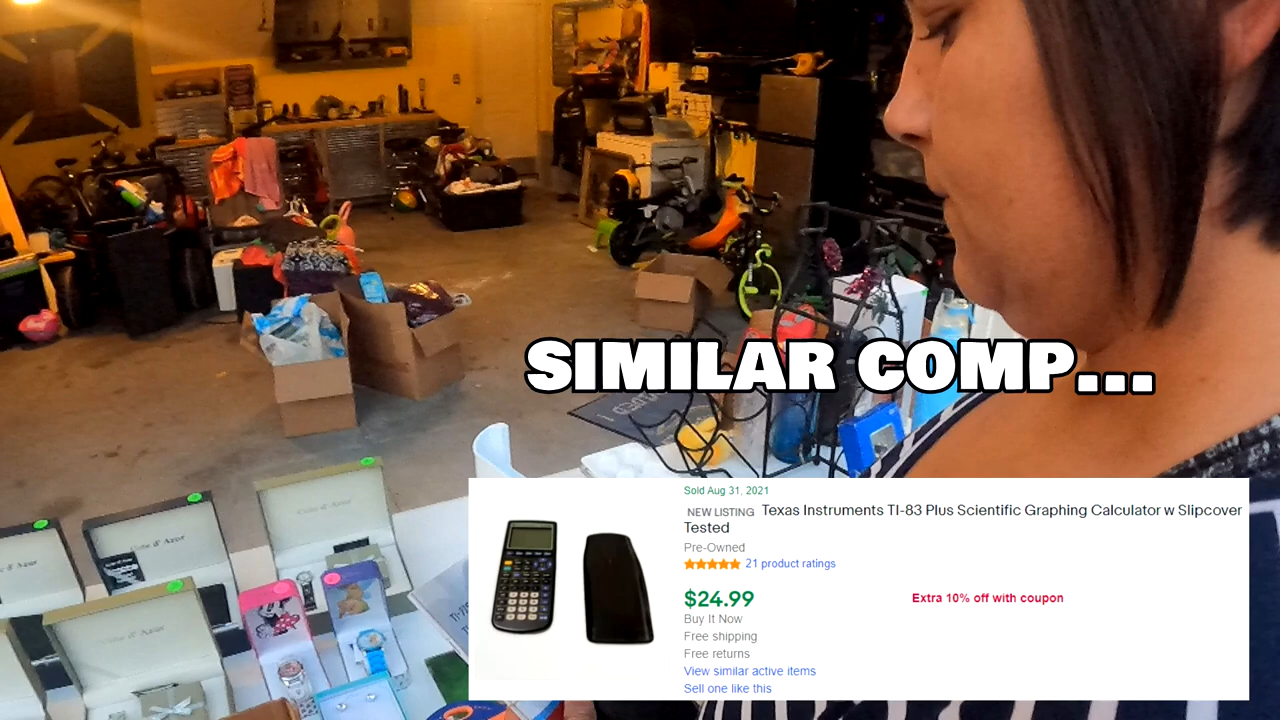 SIMILAR COMP...
Sold Aug 31, 2021
NEW LISTING Texas Instruments TI-83 Plus Scientific Graphing Calculator w Slipcover
Tested
Pre-Owned
21 product ratings
$24.99
Extra 10% off with coupon
Buy It Now
Free shipping
Free returns
View similar active items
Sell one like this